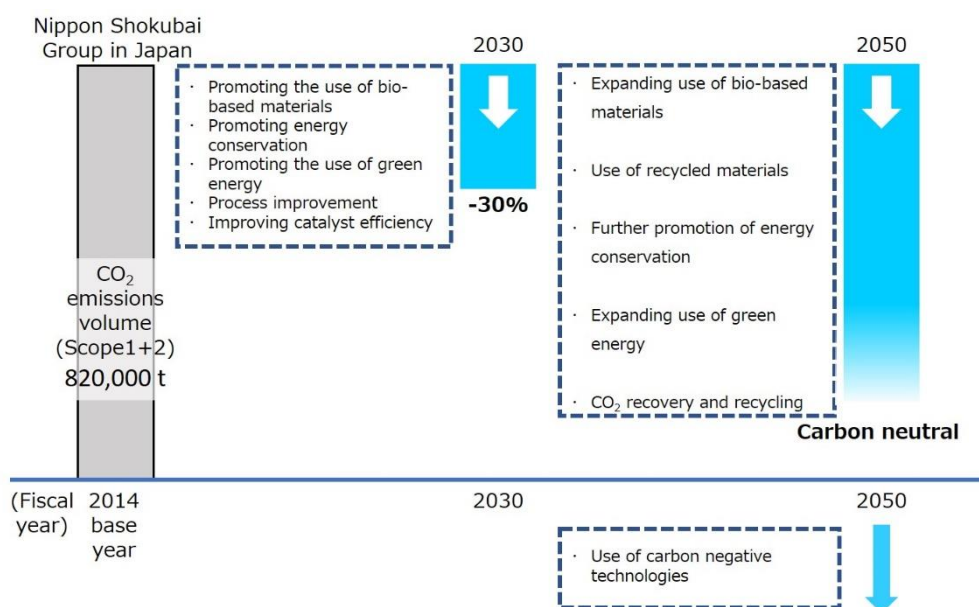 Nippon Shokubai
Group in Japan
2030
2050
· Promoting the use of bio-
based materials
· Promoting energy
conservation
· Promoting the use of green
energy
· Process improvement
· Improving catalyst efficiency
-30%
· Expanding use of bio-based
materials
· Use of recycled materials
· Further promotion of energy
conservation
· Expanding use of green
energy
· CO₂ recovery and recycling
Carbon neutral
CO₂
emissions
volume
(Scope1+2)
820,000 t
(Fiscal
year)
2014
base
year
2030
2050
· Use of carbon negative
technologies